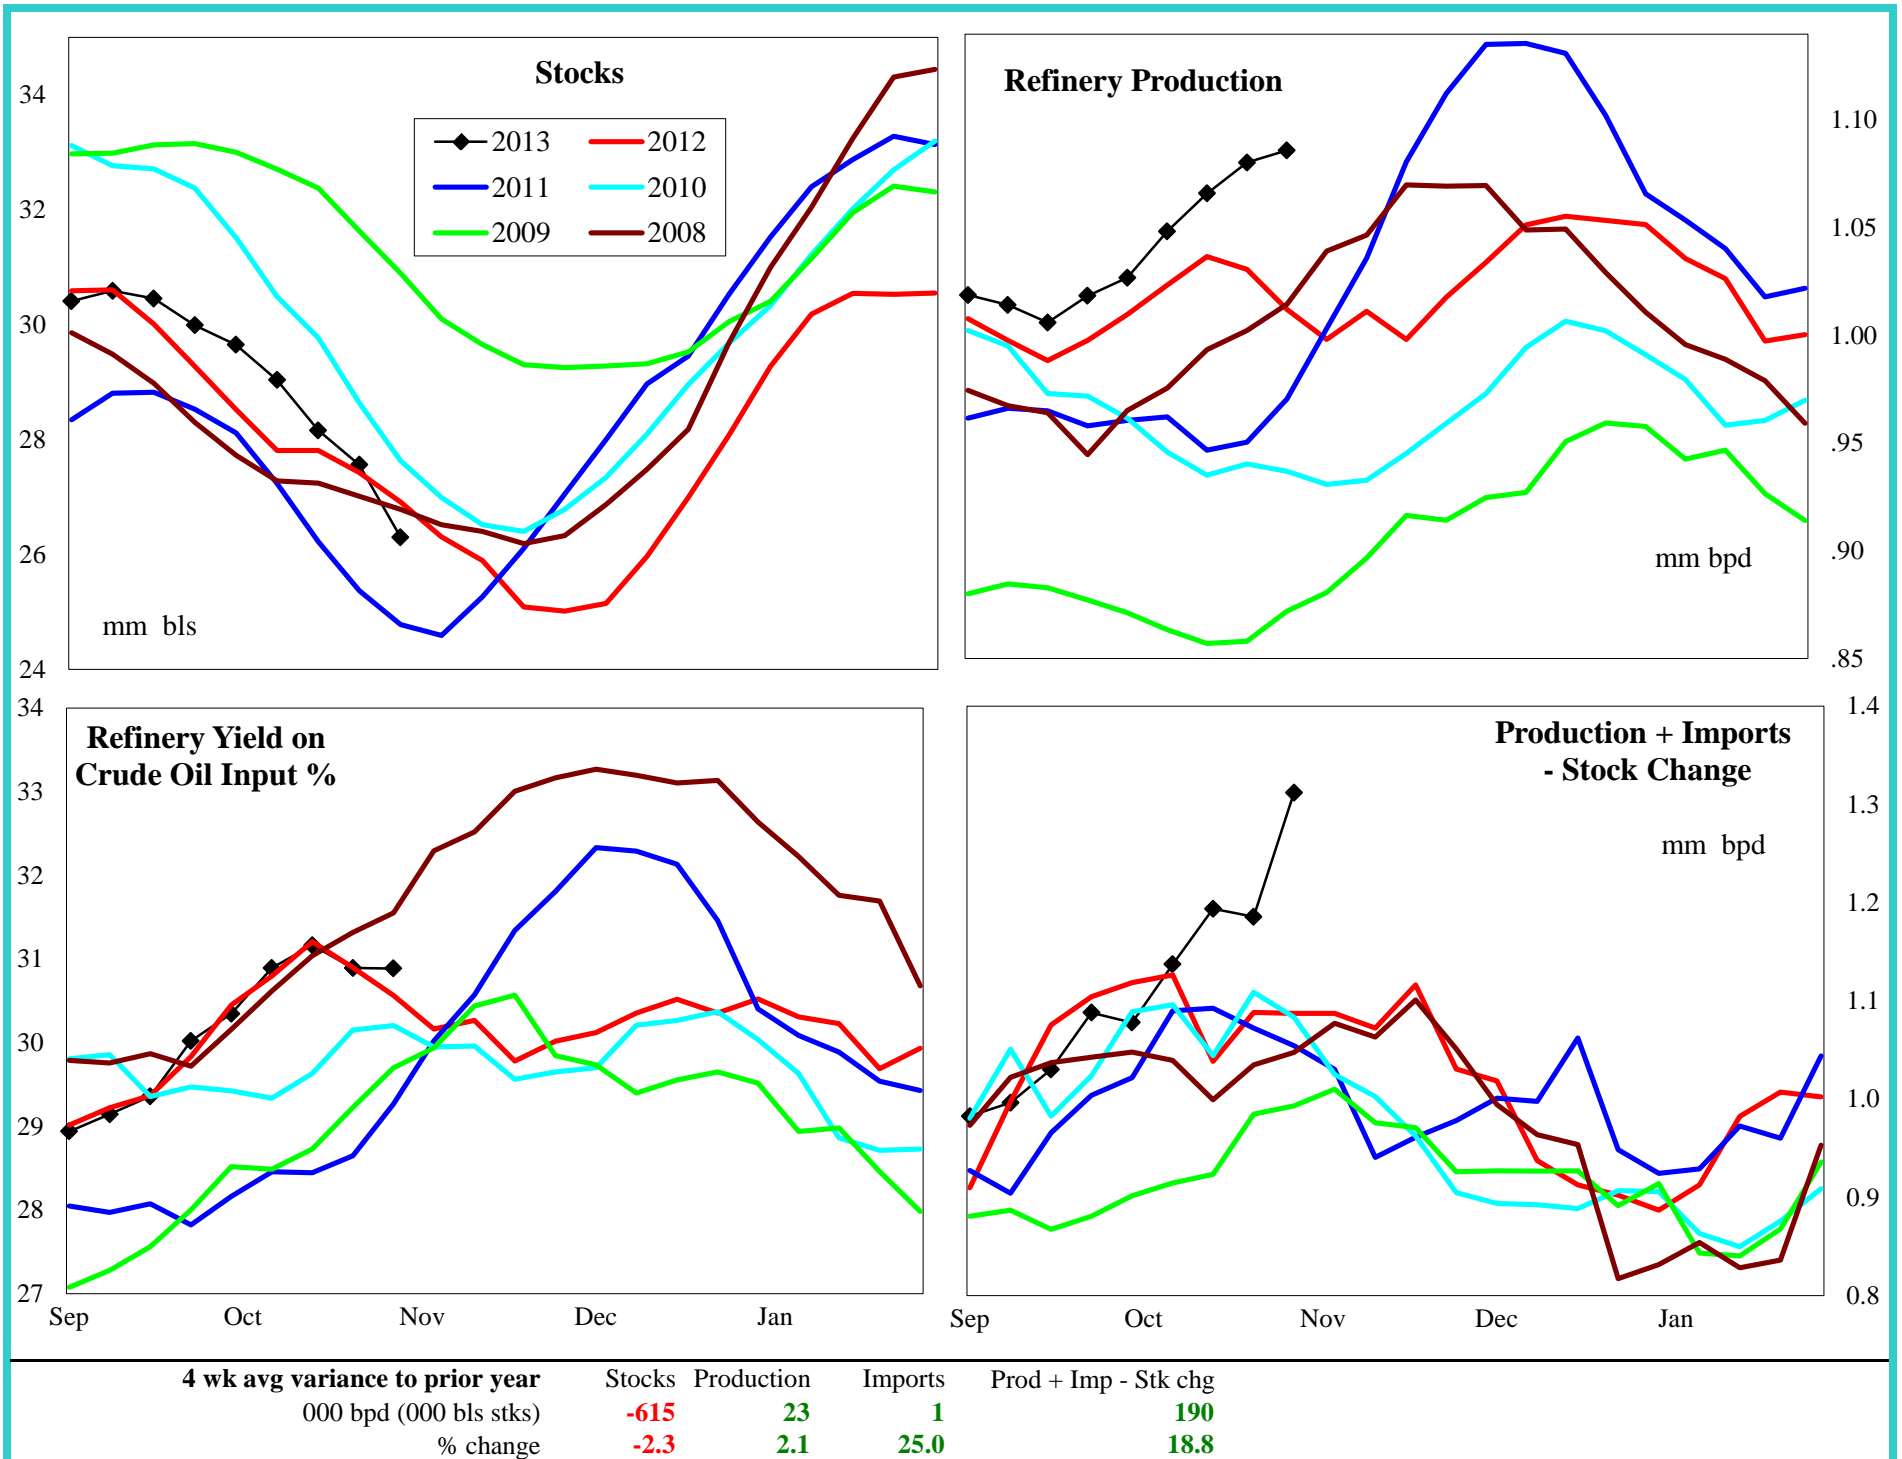 Stocks
2013 2012
2011 2010
2009 2008
34
32
30
28
26
24
mm bls
Refinery Production
1.10
1.05
1.00
.95
.90
.85
mm bpd
Refinery Yield on
Crude Oil Input %
34
33
32
31
30
29
28
27
Sep Oct Nov Dec Jan
Production + Imports
- Stock Change
mm bpd
1.4
1.3
1.2
1.1
1.0
0.9
0.8
Sep Oct Nov Dec Jan
4 wk avg variance to prior year Stocks Production Imports Prod + Imp - Stk chg
000 bpd (000 bls stks) -615 23 1 190
% change -2.3 2.1 25.0 18.8